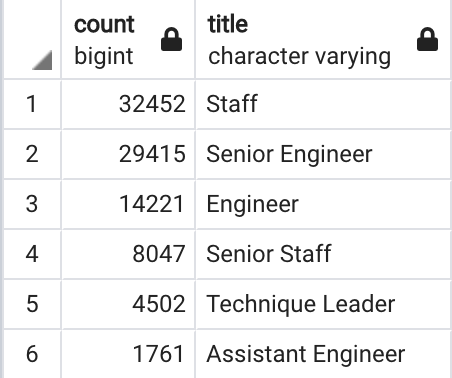 count title
bigint character varying
1 32452 Staff
2 29415 Senior Engineer
3 14221 Engineer
4 8047 Senior Staff
5 4502 Technique Leader
6 1761 Assistant Engineer